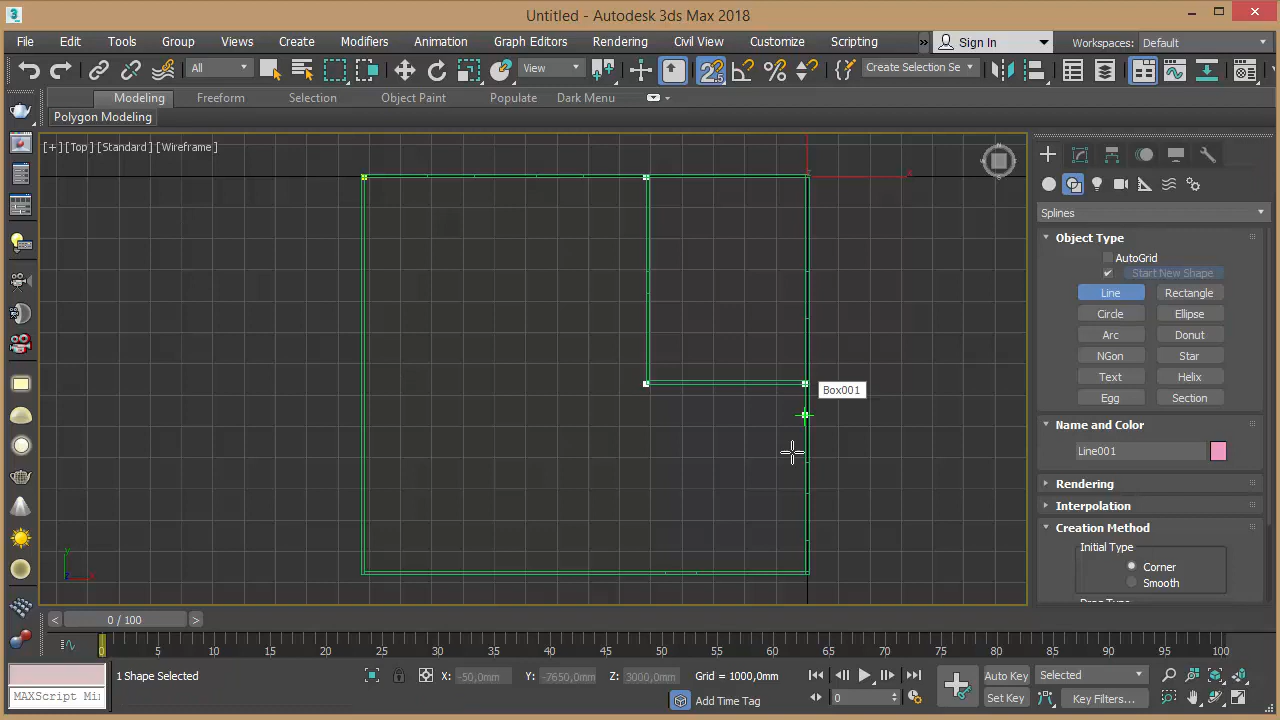 Untitled - Autodesk 3ds Max 2018
File Edit Tools Group Views Create Modifiers Animation Graph Editors Rendering Civil View Customize Scripting » Sign In Workspaces: Default
All View Create Selection Se
Modeling Freeform Selection Object Paint Populate Dark Menu
Polygon Modeling
[+] [Top] [Standard] [Wireframe]
x
Splines
Object Type
AutoGrid
Start New Shape
Line Rectangle
Circle Ellipse
Arc Donut
NGon Star
Text Helix
Egg Section
Box001
Name and Color
Line001
Rendering
Interpolation
Creation Method
Initial Type
Corner
Smooth
y
x
< 0 / 100 >
0 5 10 15 20 25 30 35 40 45 50 55 60 65 70 75 80 85 90 95 100
1 Shape Selected X: -50,0mm Y: -7650,0mm Z: 3000,0mm Grid = 1000,0mm Auto Key Selected
MAXScript Mi Add Time Tag 0 Set Key Key Filters...